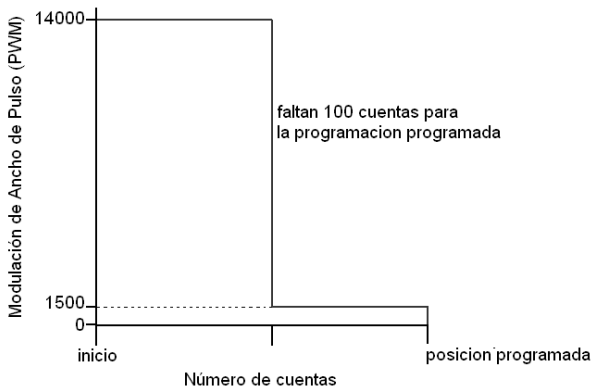 Modulación de Ancho de Pulso (PWM)
14000
faltan 100 cuentas para
la programacion programada
1500
0
inicio
posicion programada
Número de cuentas